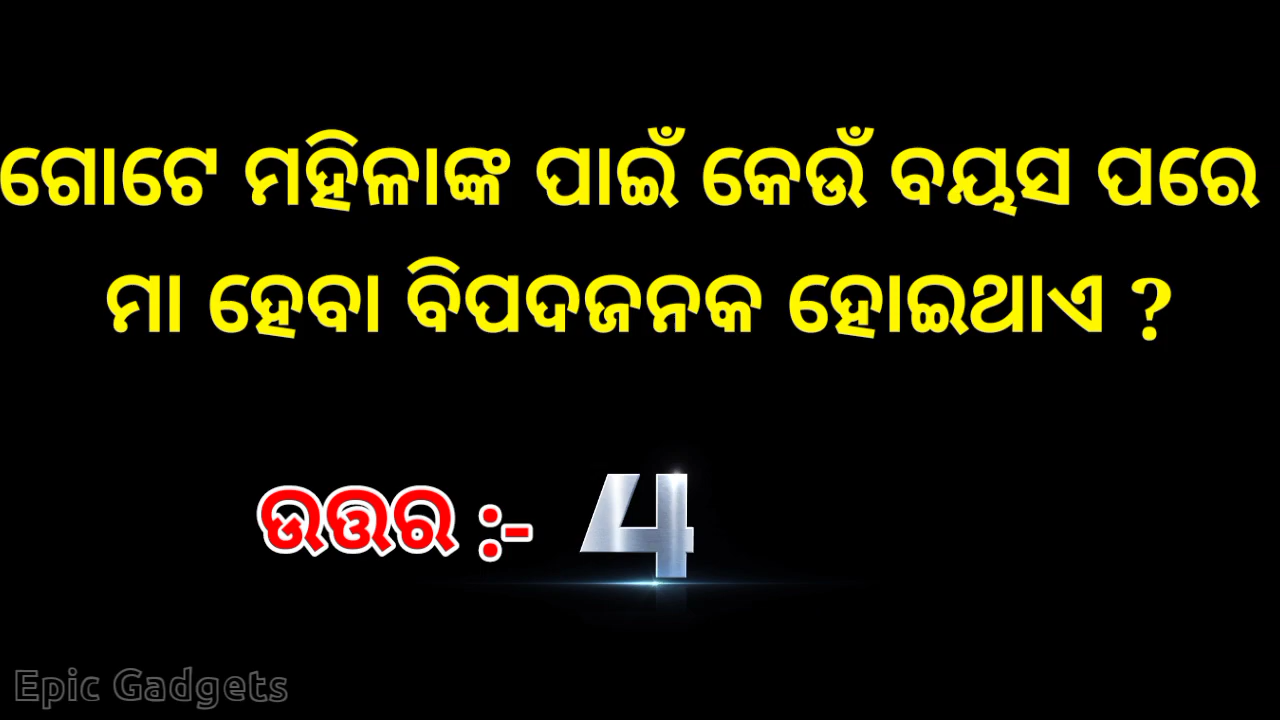 ଗୋଟେ ମହିଳାଙ୍କ ପାଇଁ କେଉଁ ବୟସ ପରେ
ମା ହେବା ବିପଦଜନକ ହୋଇଥାଏ ?
ଉତ୍ତର :- 4
Epic Gadgets